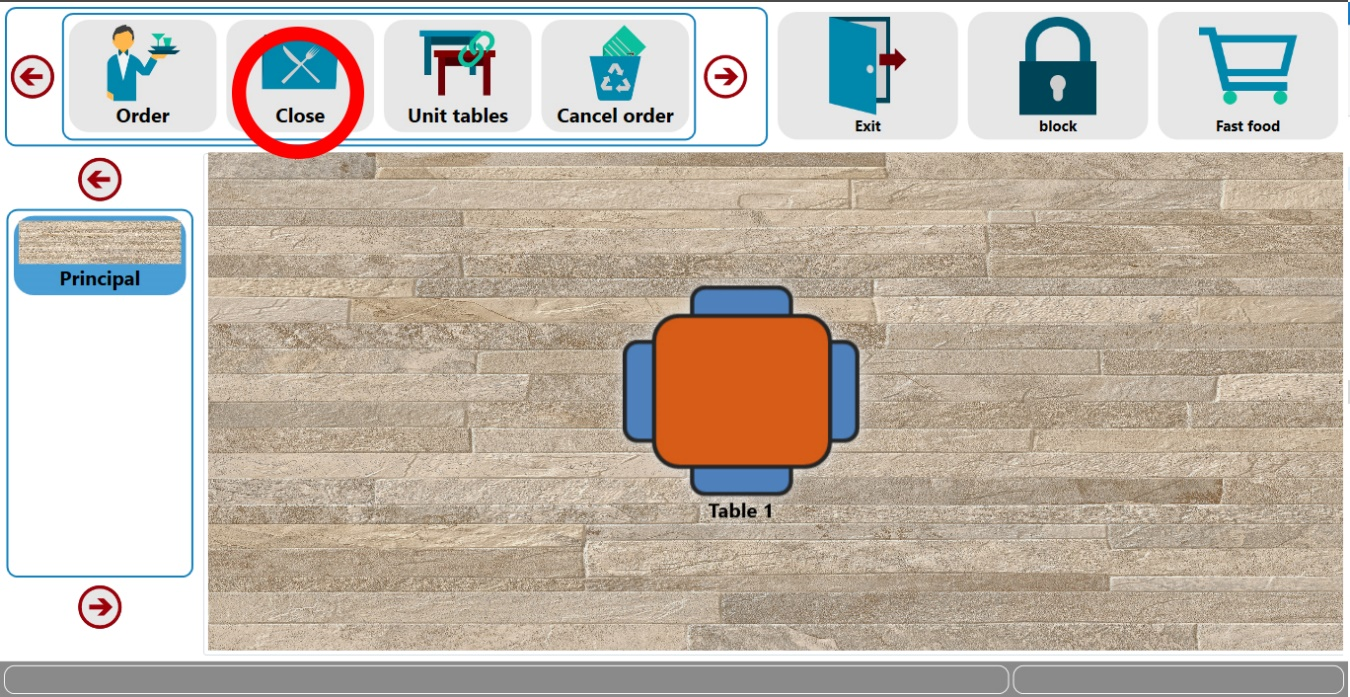 Order
Close
Unit tables
Cancel order
Exit
block
Fast food
Principal
Table 1